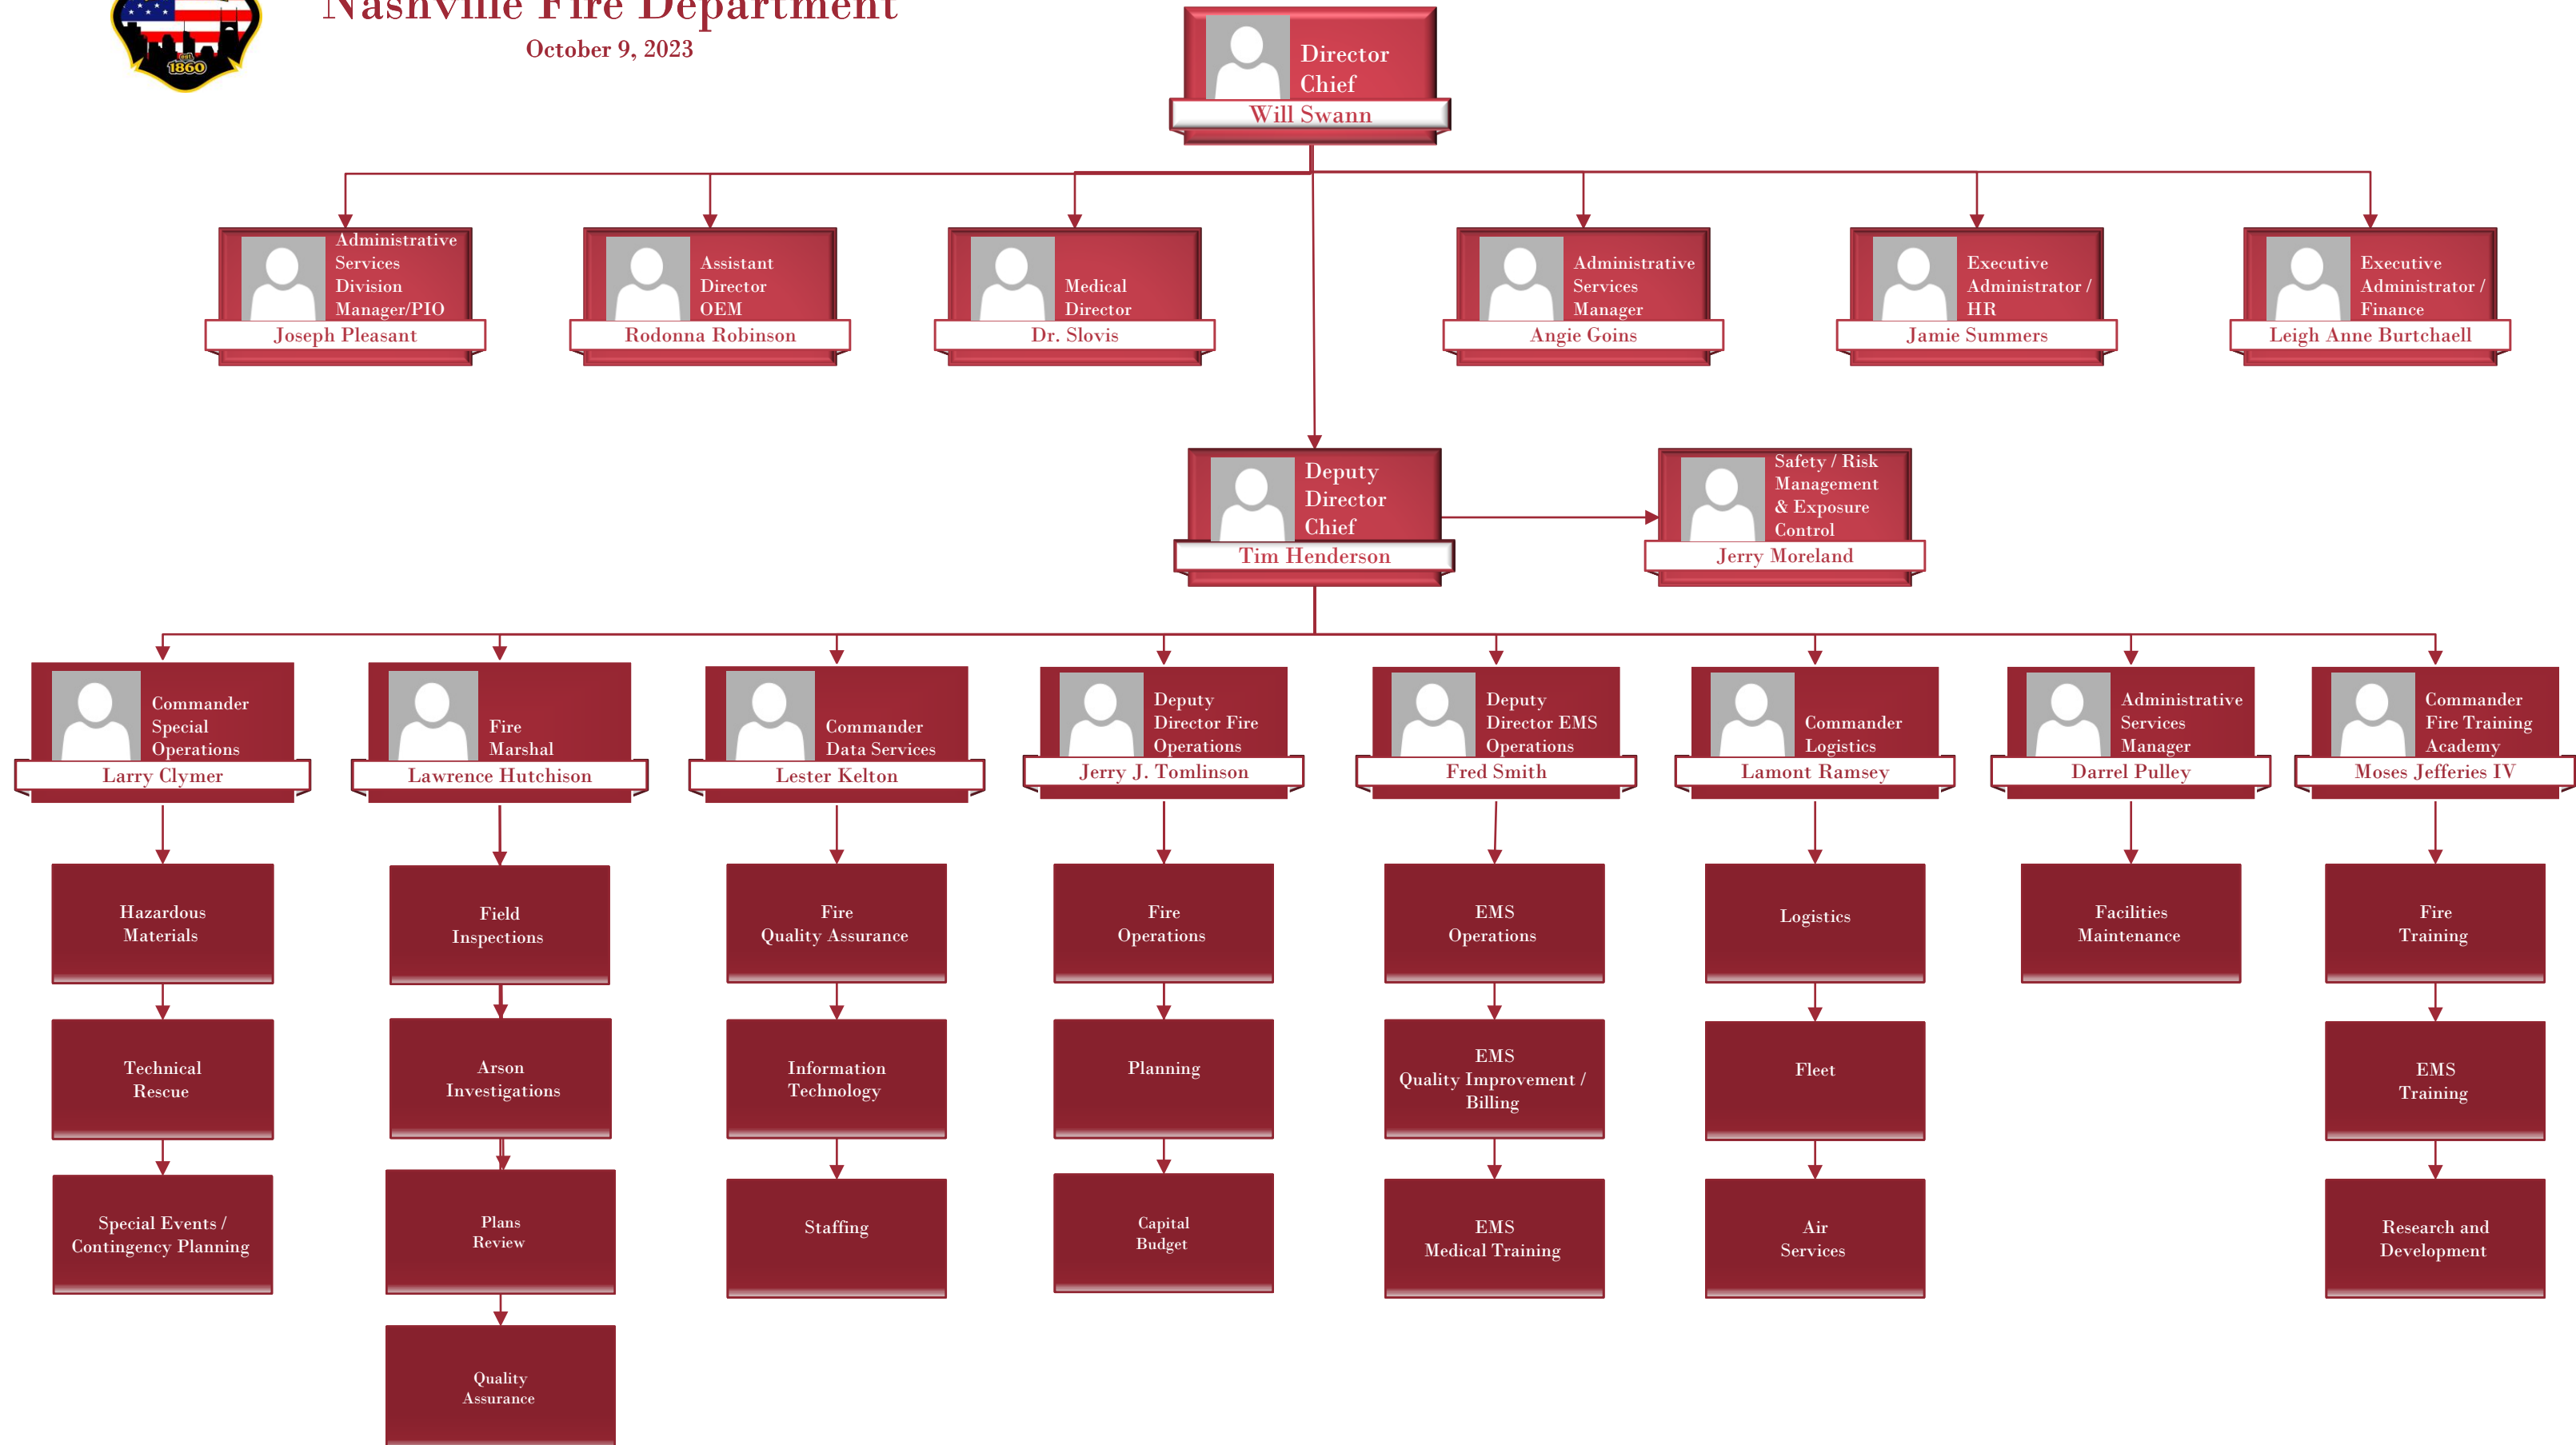 Nashville Fire Department
October 9, 2023
1860
Director
Chief
Will Swann
Administrative
Services
Division
Manager/PIO
Joseph Pleasant
Assistant
Director
OEM
Rodonna Robinson
Medical
Director
Dr. Slovis
Administrative
Services
Manager
Angie Goins
Executive
Administrator /
HR
Jamie Summers
Executive
Administrator /
Finance
Leigh Anne Burtchaell
Deputy
Director
Chief
Tim Henderson
Safety / Risk
Management
& Exposure
Control
Jerry Moreland
Commander
Special
Operations
Larry Clymer
Fire
Marshal
Lawrence Hutchison
Commander
Data Services
Lester Kelton
Deputy
Director Fire
Operations
Jerry J. Tomlinson
Deputy
Director EMS
Operations
Fred Smith
Commander
Logistics
Lamont Ramsey
Administrative
Services
Manager
Darrel Pulley
Commander
Fire Training
Academy
Moses Jefferies IV
Hazardous
Materials
Field
Inspections
Fire
Quality Assurance
Fire
Operations
EMS
Operations
Logistics
Facilities
Maintenance
Fire
Training
Technical
Rescue
Arson
Investigations
Information
Technology
Planning
EMS
Quality Improvement /
Billing
Fleet
EMS
Training
Special Events /
Contingency Planning
Plans
Review
Staffing
Capital
Budget
EMS
Medical Training
Air
Services
Research and
Development
Quality
Assurance